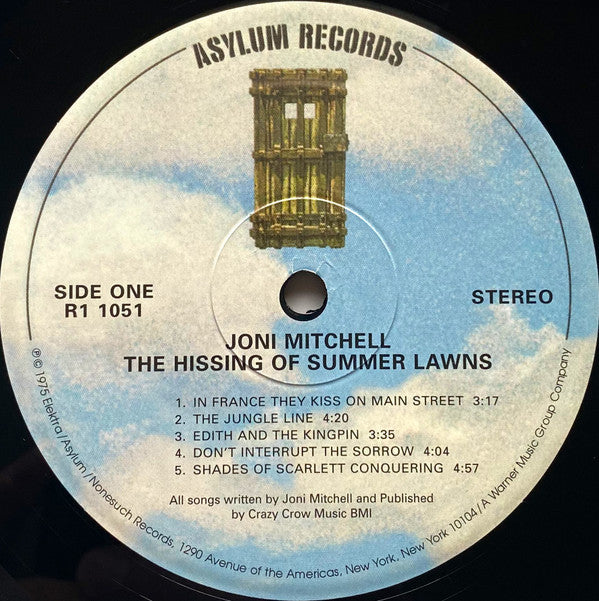 ASYLUM RECORDS
SIDE ONE
R1 1051
STEREO
JONI MITCHELL
THE HISSING OF SUMMER LAWNS
1. IN FRANCE THEY KISS ON MAIN STREET 3:17
2. THE JUNGLE LINE 4:20
3. EDITH AND THE KINGPIN 3:35
4. DON'T INTERRUPT THE SORROW 4:04
5. SHADES OF SCARLETT CONQUERING 4:57
All songs written by Joni Mitchell and Published
by Crazy Crow Music BMI
℗ © 1975 Elektra/Asylum/Nonesuch Records, 1290 Avenue of the Americas, New York, New York 10104/A Warner Music Group Company